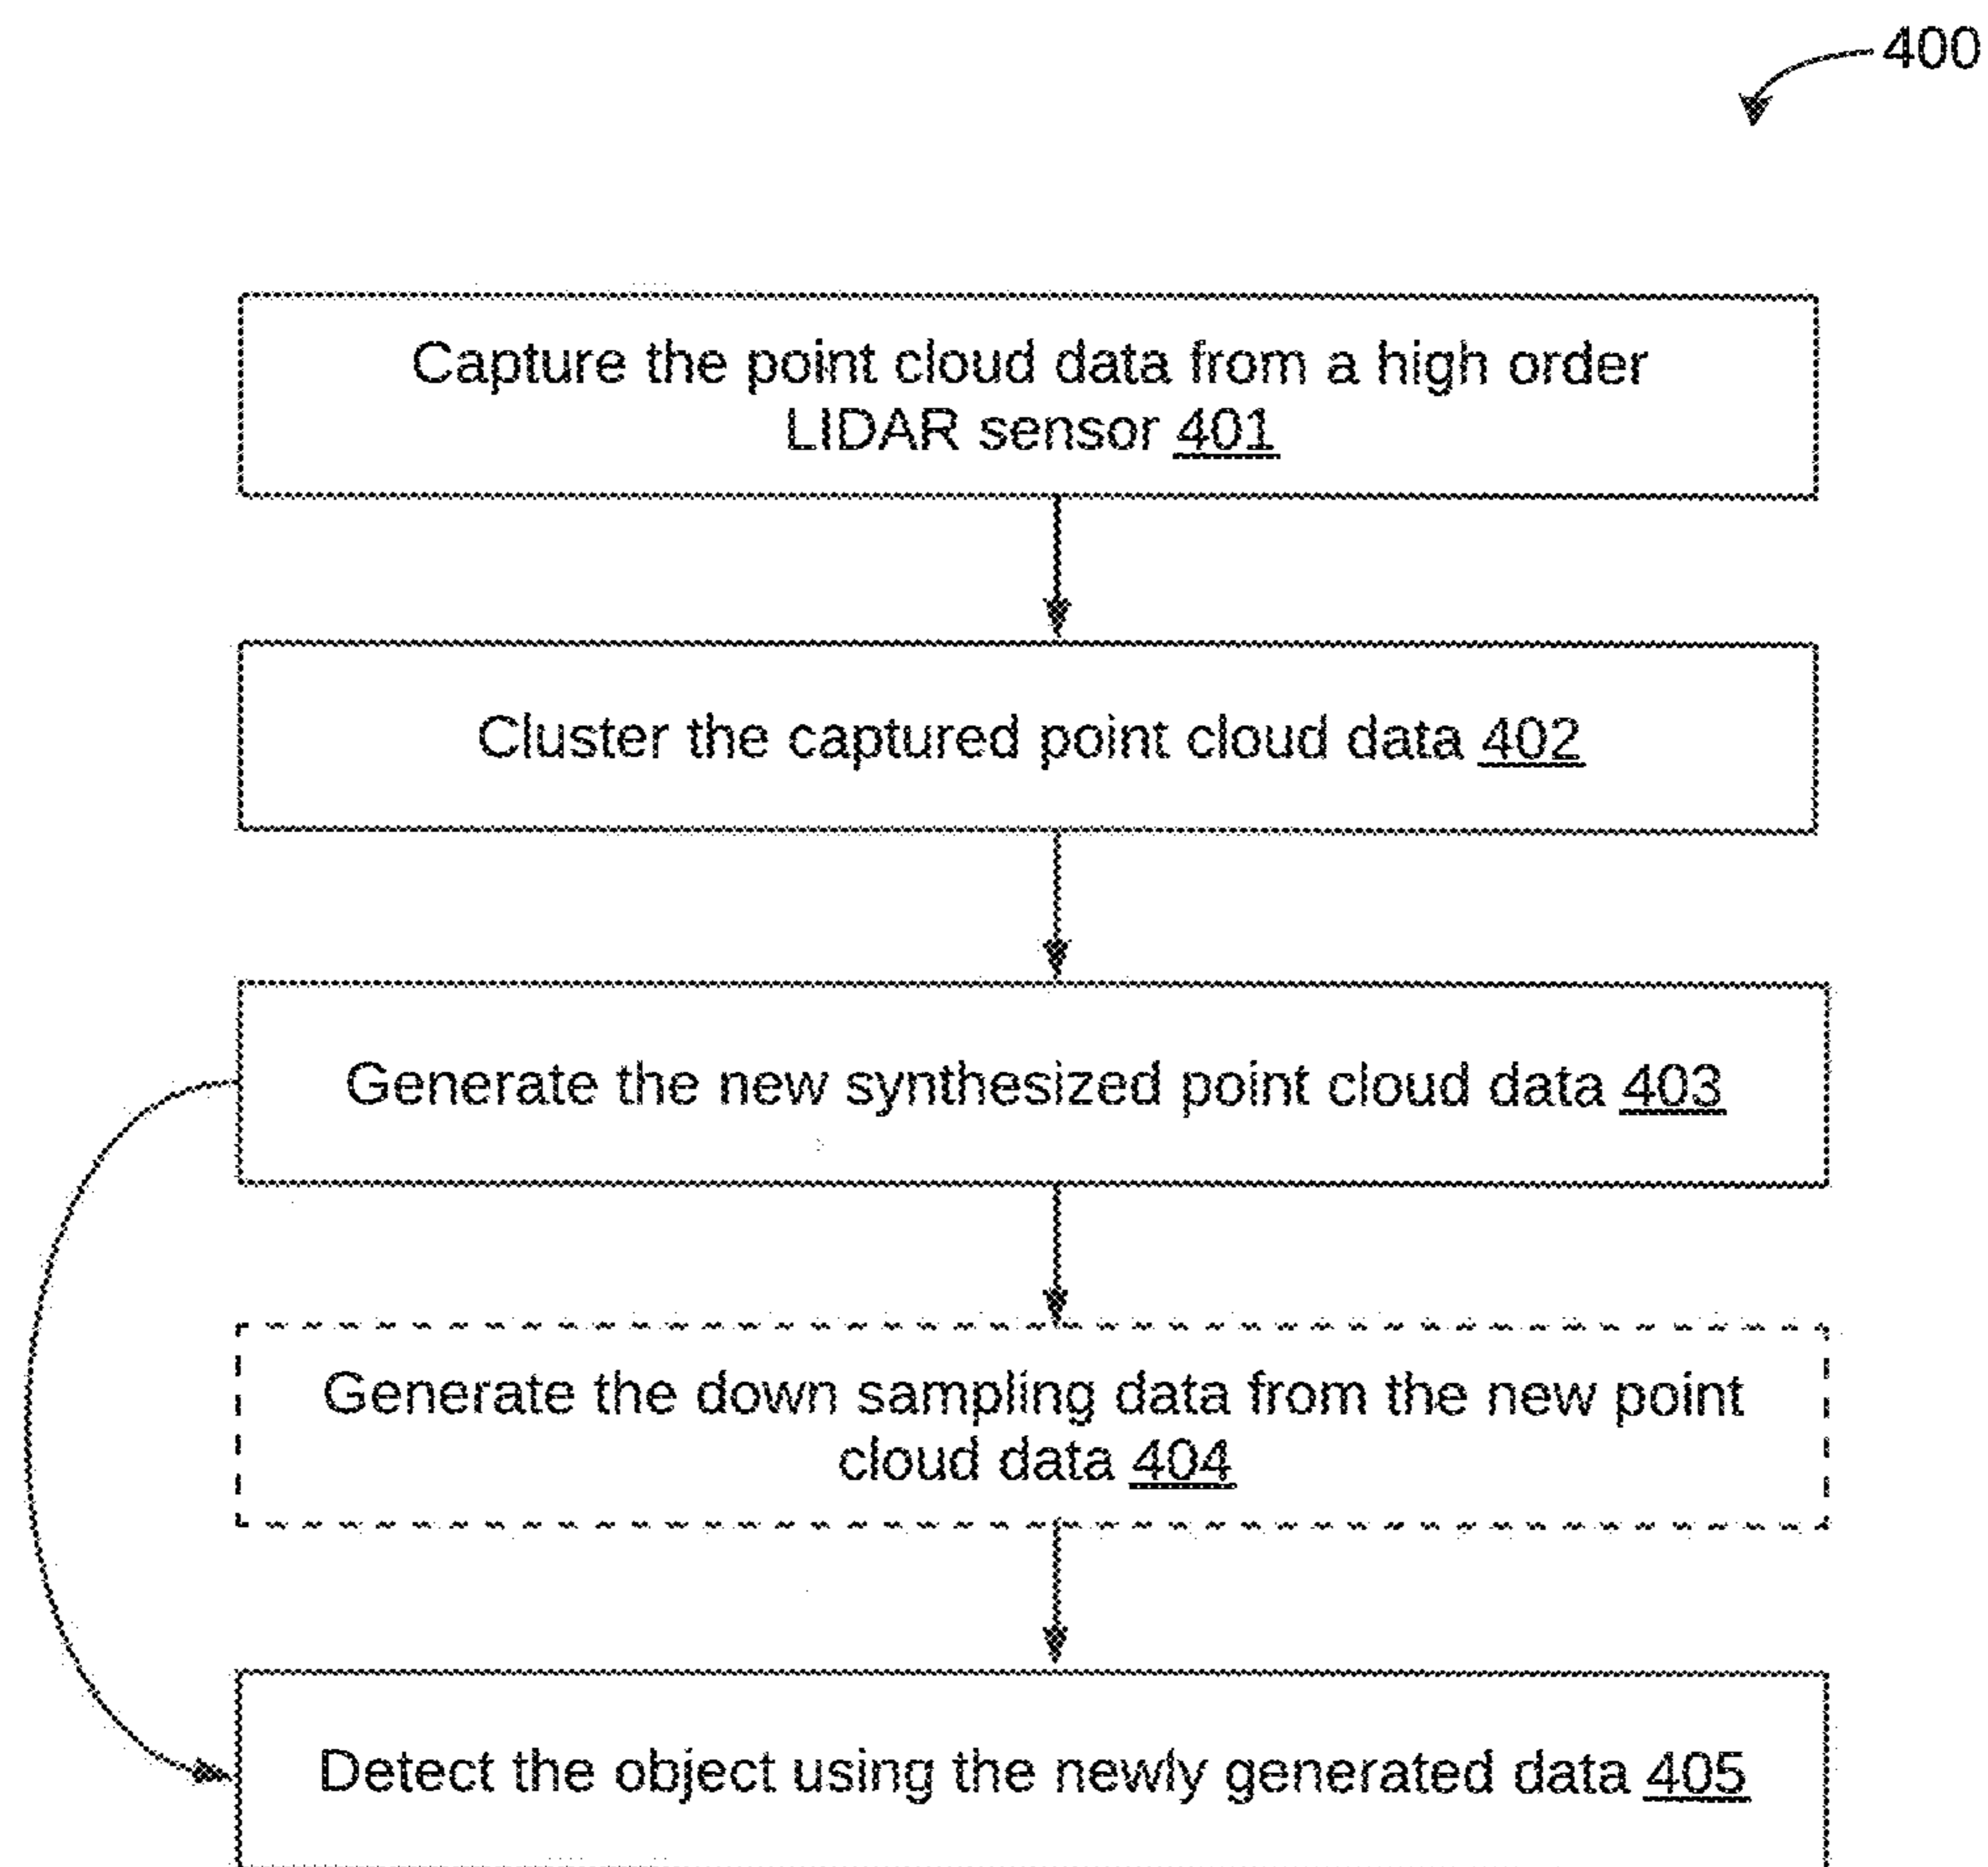 400
Capture the point cloud data from a high order
LIDAR sensor 401
Cluster the captured point cloud data 402
Generate the new synthesized point cloud data 403
Generate the down sampling data from the new point
cloud data 404
Detect the object using the newly generated data 405